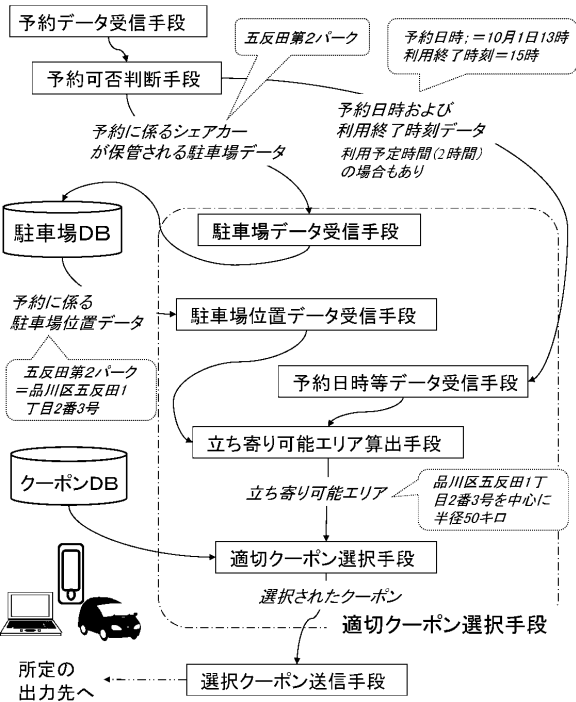 予約データ受信手段
五反田第2パーク
予約日時;=10月1日13時
利用終了時刻=15時
予約可否判断手段
予約に係るシェアカー
が保管される駐車場データ
予約日時および
利用終了時刻データ
利用予定時間(2時間)
の場合もあり
駐車場DB
駐車場データ受信手段
予約に係る
駐車場位置データ
駐車場位置データ受信手段
五反田第2パーク
=品川区五反田1
丁目2番3号
予約日時等データ受信手段
立ち寄り可能エリア算出手段
クーポンDB
立ち寄り可能エリア
品川区五反田1丁
目2番3号を中心に
半径50キロ
適切クーポン選択手段
選択されたクーポン
適切クーポン選択手段
所定の
出力先へ
選択クーポン送信手段